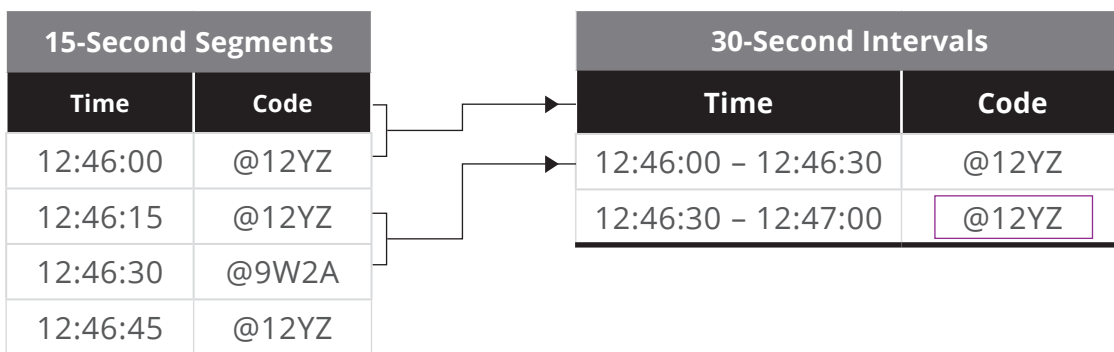 15-Second Segments
Time Code
12:46:00 @12YZ
12:46:15 @12YZ
12:46:30 @9W2A
12:46:45 @12YZ
30-Second Intervals
Time Code
12:46:00 – 12:46:30 @12YZ
12:46:30 – 12:47:00 @12YZ